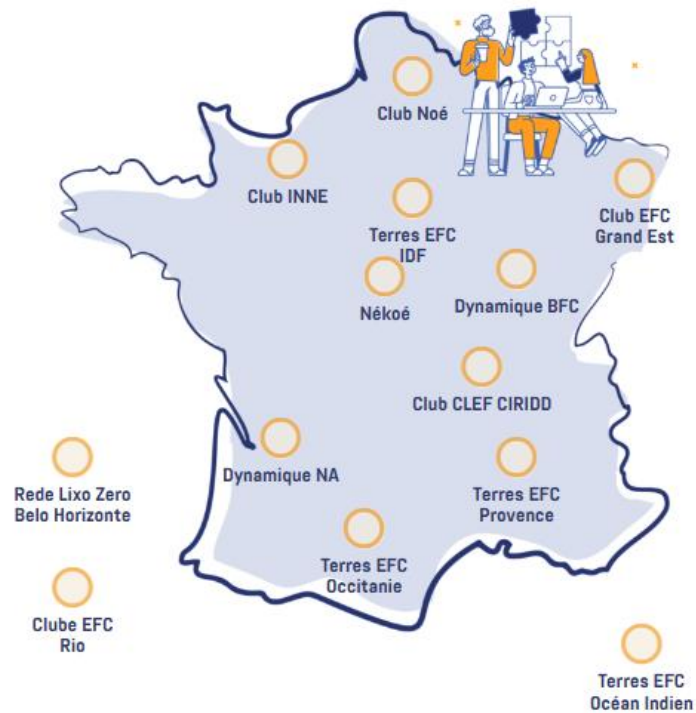 Club Noé
Club INNE
Terres EFC
IDF
Club EFC
Grand Est
Nékoé
Dynamique BFC
Club CLEF CIRIDD
Dynamique NA
Terres EFC
Provence
Rede Lixo Zero
Belo Horizonte
Terres EFC
Occitanie
Clube EFC
Rio
Terres EFC
Océan Indien